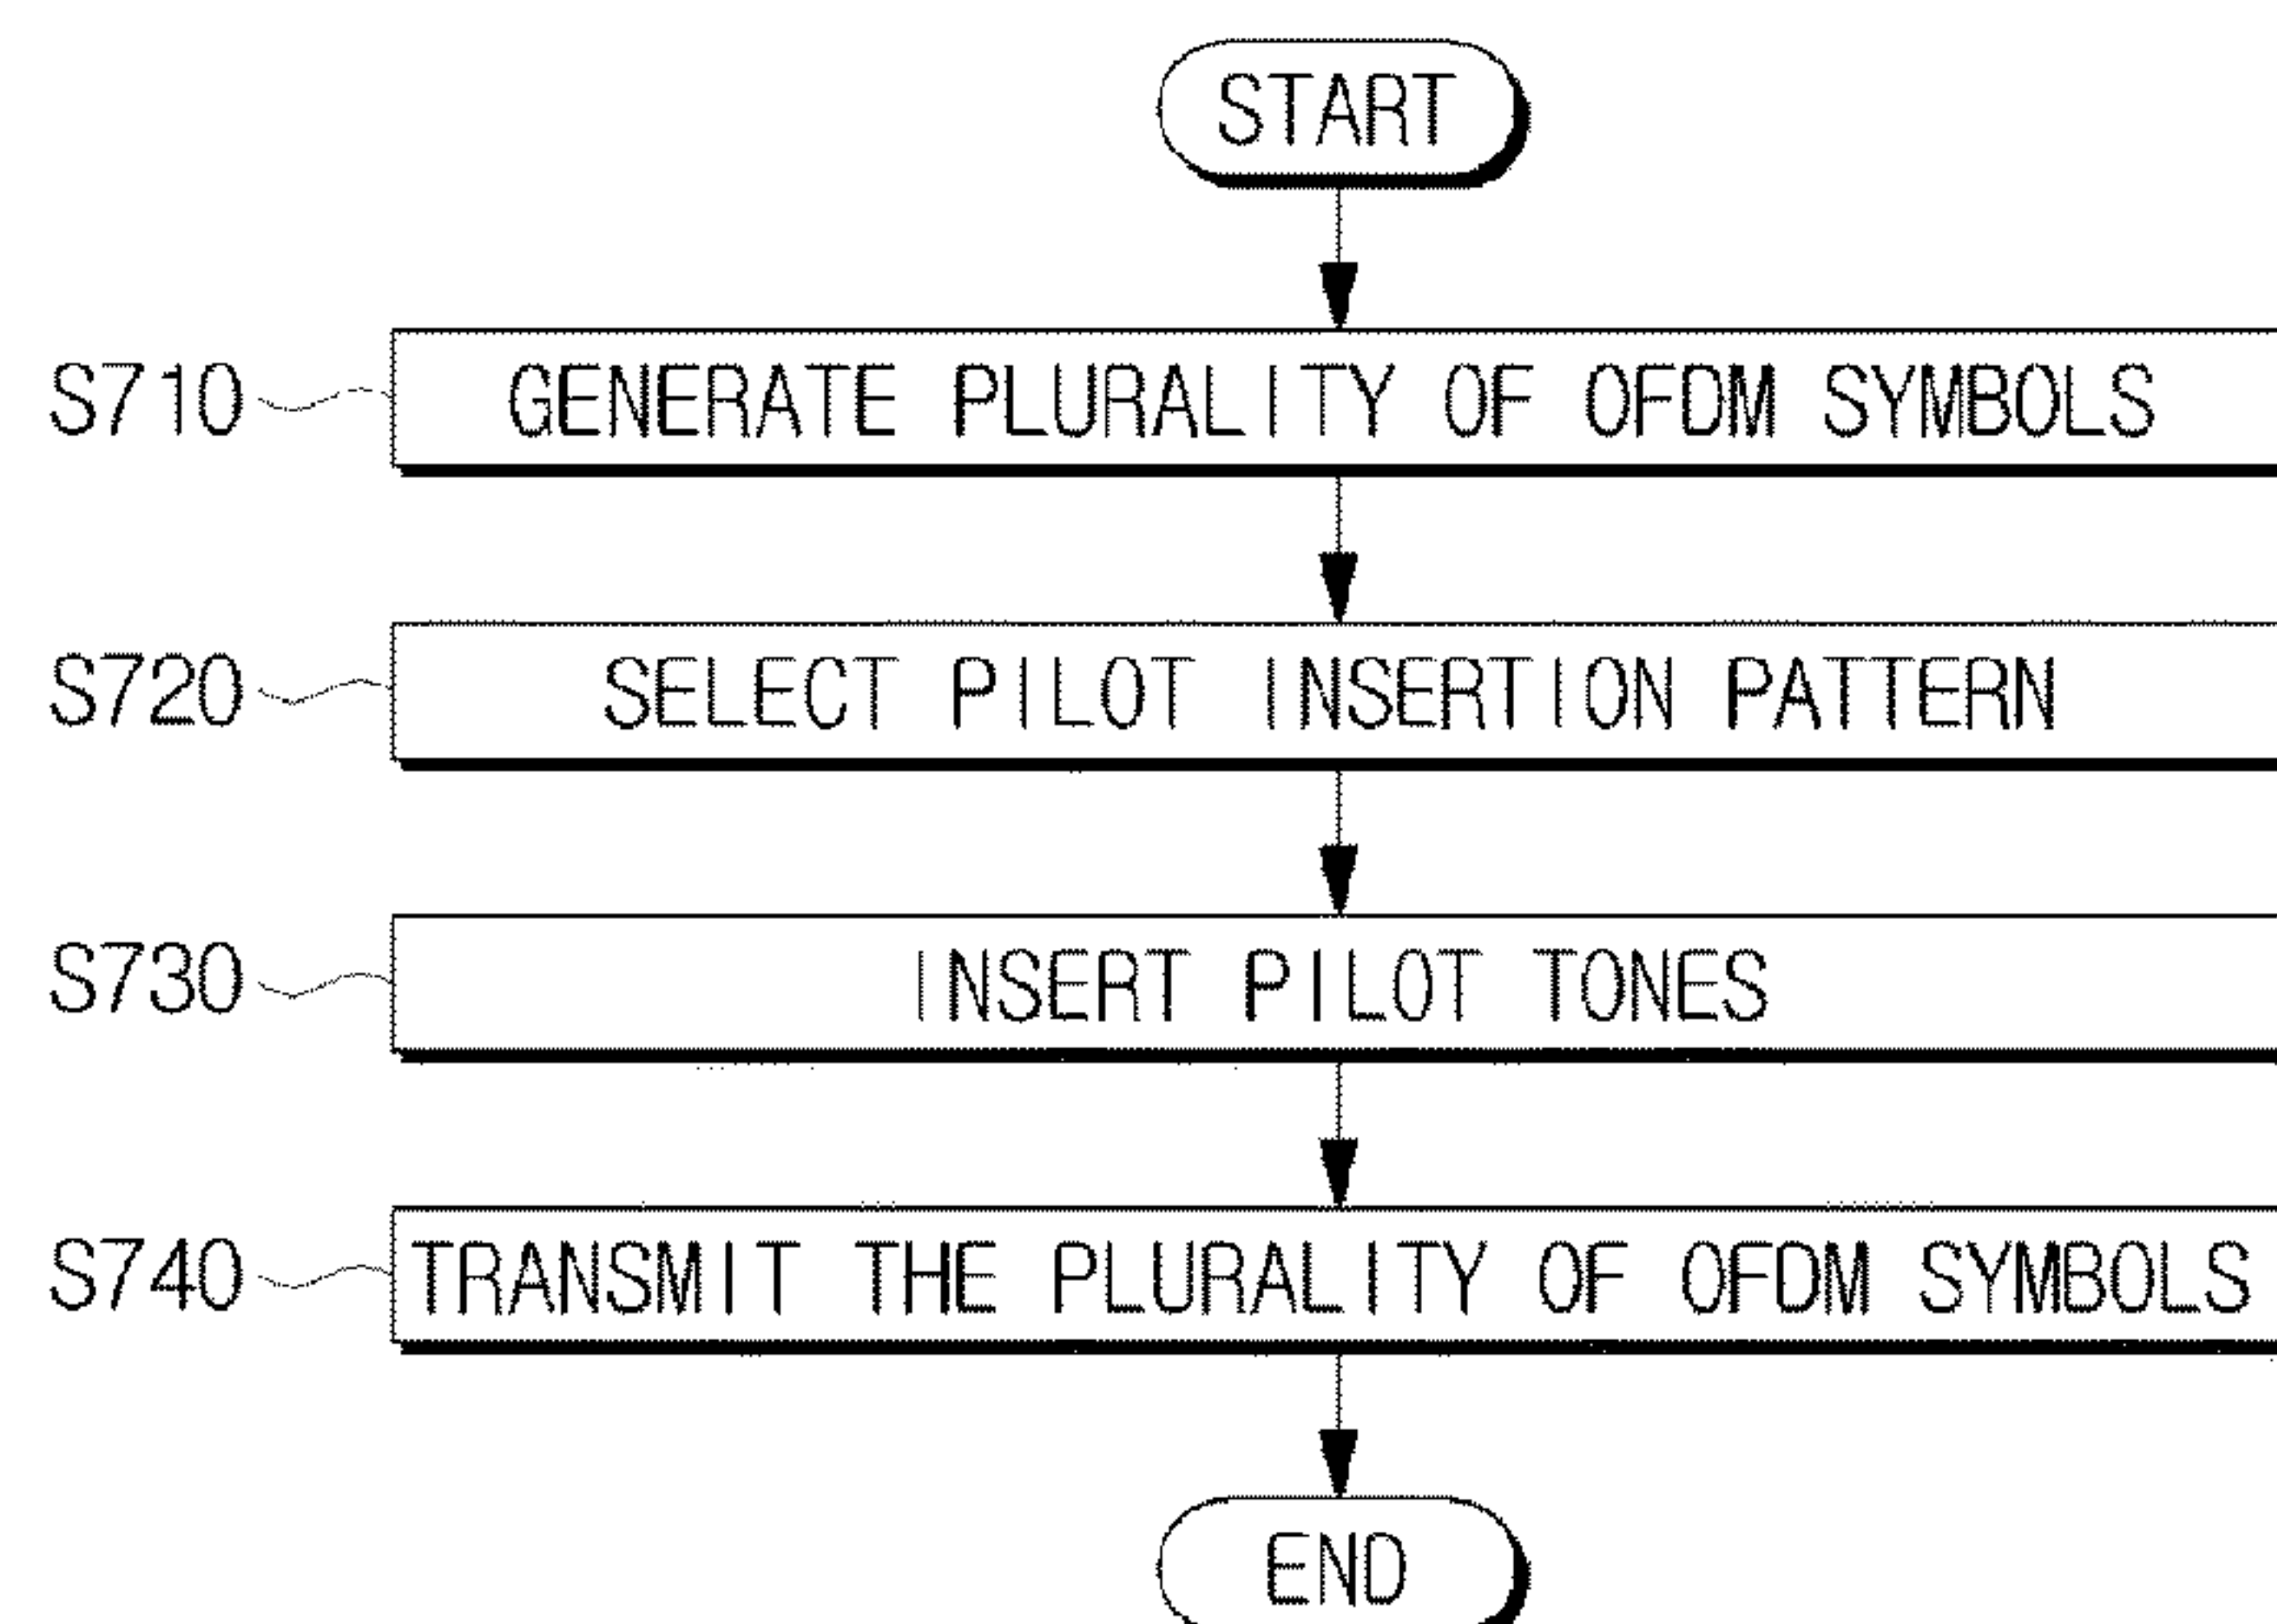 START
S710 GENERATE PLURALITY OF OFDM SYMBOLS
S720 SELECT PILOT INSERTION PATTERN
S730 INSERT PILOT TONES
S740 TRANSMIT THE PLURALITY OF OFDM SYMBOLS
END